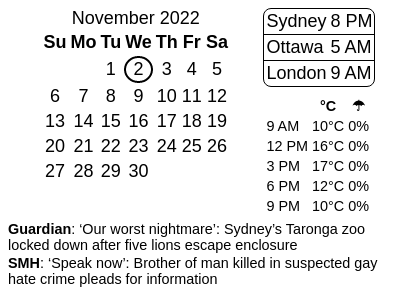 November 2022
Su Mo Tu We Th Fr Sa
1 2 3 4 5
6 7 8 9 10 11 12
13 14 15 16 17 18 19
20 21 22 23 24 25 26
27 28 29 30
Sydney 8 PM
Ottawa 5 AM
London 9 AM
°C ☂
9 AM 10°C 0%
12 PM 16°C 0%
3 PM 17°C 0%
6 PM 12°C 0%
9 PM 10°C 0%
Guardian: ‘Our worst nightmare’: Sydney’s Taronga zoo
locked down after five lions escape enclosure
SMH: ‘Speak now’: Brother of man killed in suspected gay
hate crime pleads for information